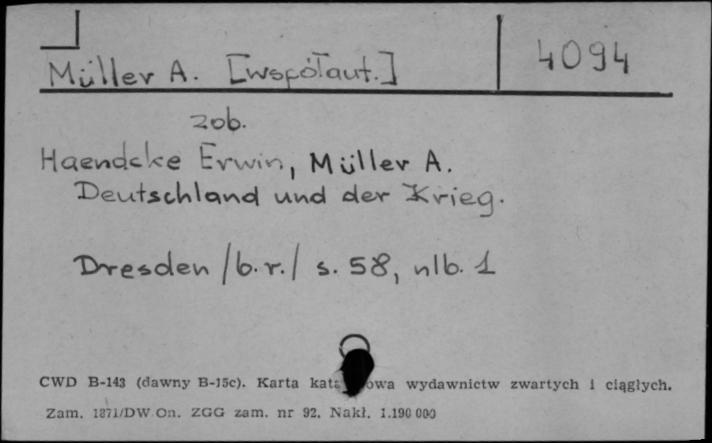 Müller A. [współaut.] 4094
zob.
Haendcke Erwin, Müller A.
Deutschland und der Krieg.
Dresden /b.r./ s. 58, nlb. 1
CWD B-143 (dawny B-15c). Karta kat owa wydawnictw zwartych i ciągłych.
Zam. 1871/DW On. ZGG zam. nr 92. Nakł. 1.190 000